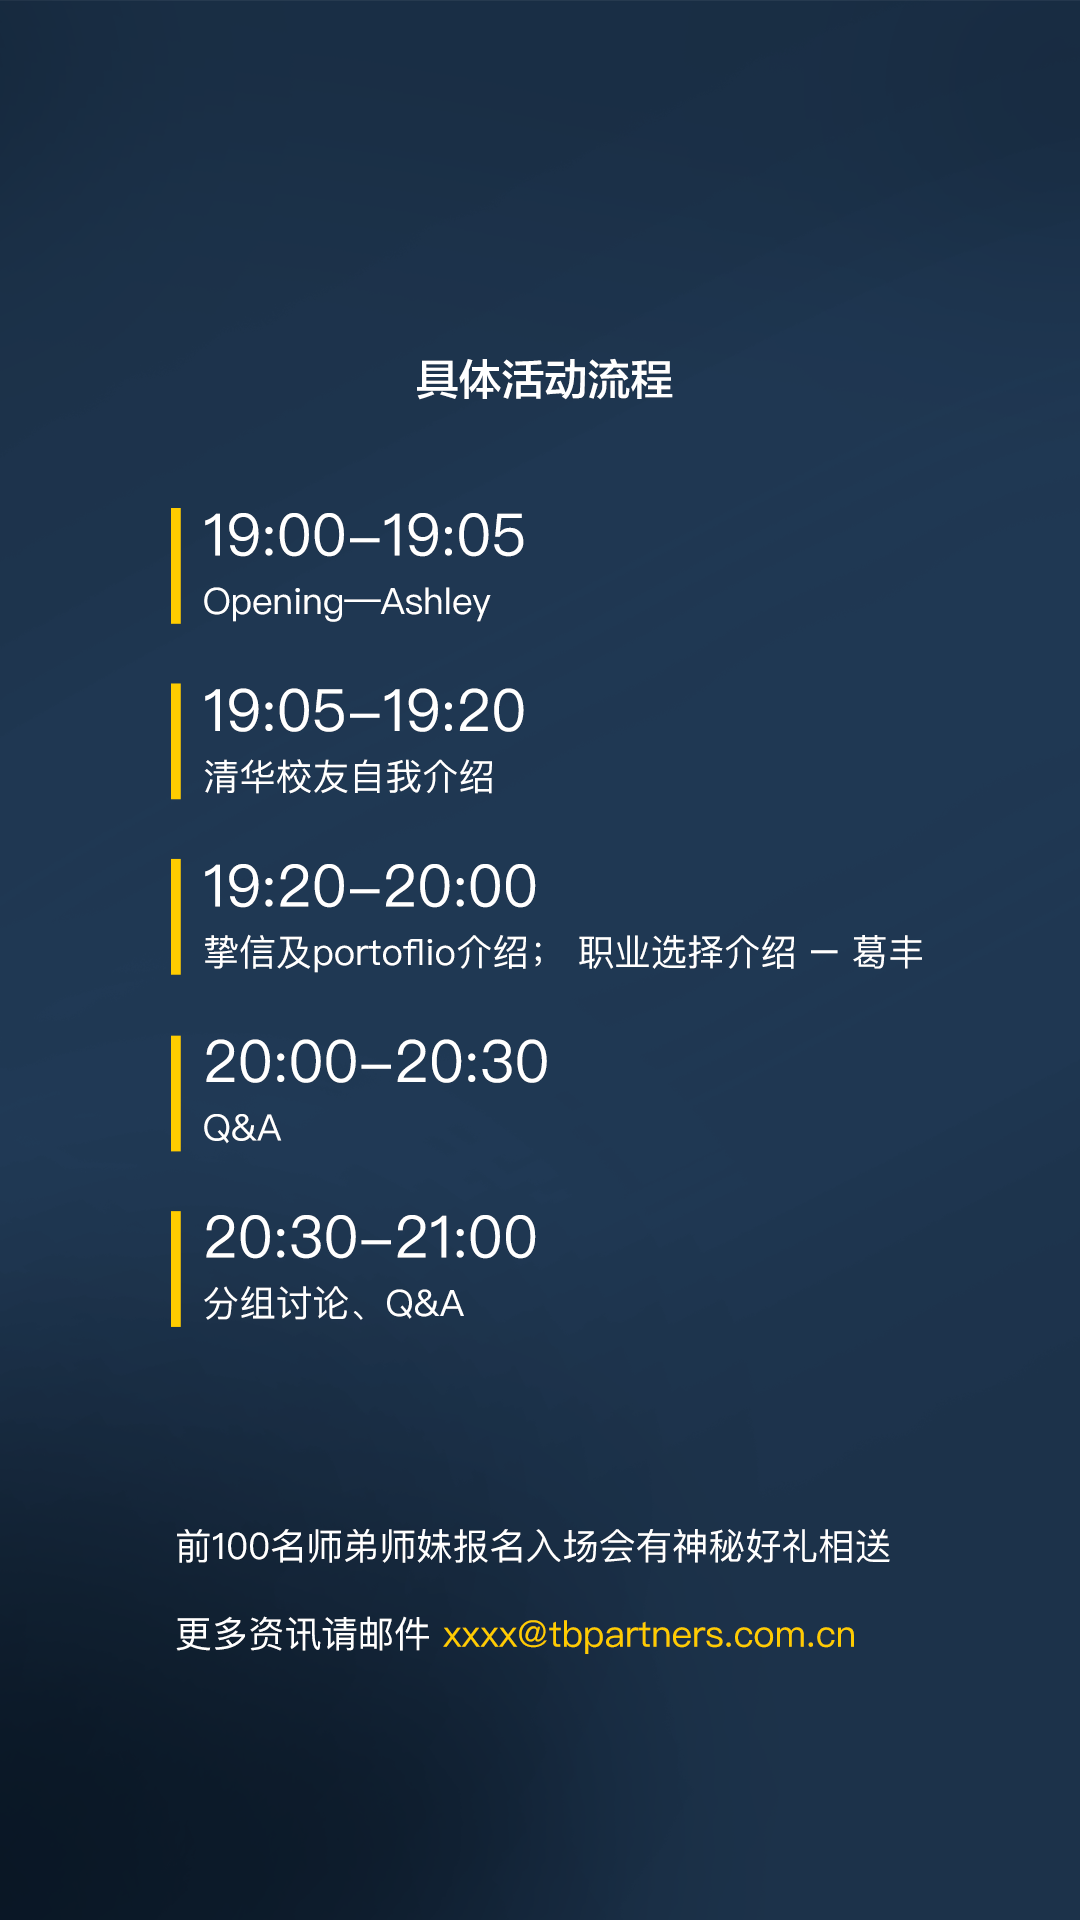 具体活动流程
19:00–19:05
Opening—Ashley
19:05–19:20
清华校友自我介绍
19:20–20:00
挚信及portoflio介绍； 职业选择介绍 — 葛丰
20:00–20:30
Q&A
20:30–21:00
分组讨论、Q&A
前100名师弟师妹报名入场会有神秘好礼相送
更多资讯请邮件 xxxx@tbpartners.com.cn